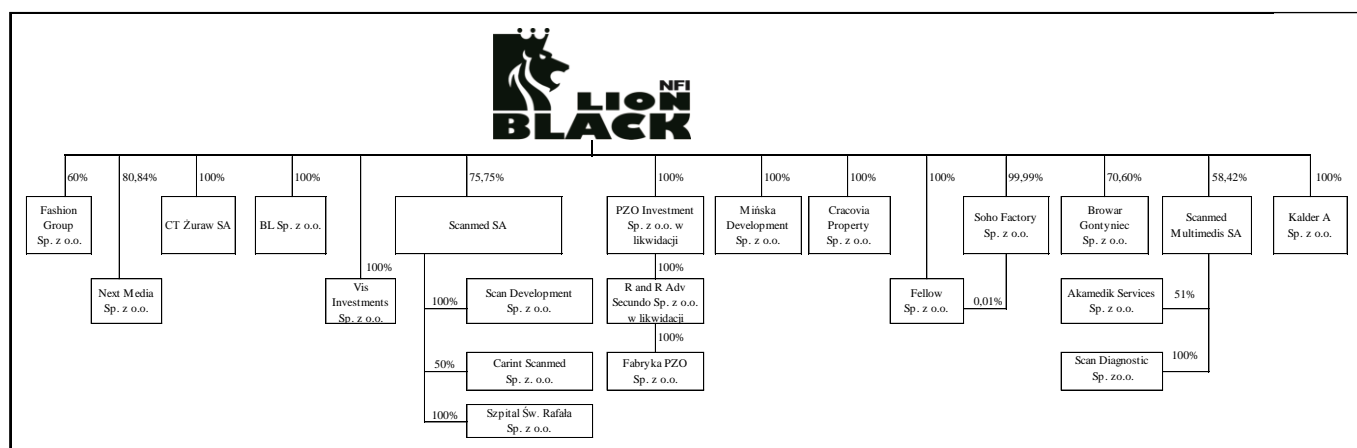 NFI
LION
BLACK
60%
80,84%
100%
100%
75,75%
100%
100%
100%
100%
99,99%
70,60%
58,42%
100%
Fashion
Group
Sp. z o.o.
CT Żuraw SA
BL Sp. z o.o.
Scanmed SA
PZO Investment
Sp. z o.o. w
likwidacji
Mińska
Development
Sp. z o.o.
Cracovia
Property
Sp. z o.o.
Soho Factory
Sp. z o.o.
Browar
Gontyniec
Sp. z o.o.
Scanmed
Multimedis SA
Kalder A
Sp. z o.o.
100%
100%
Next Media
Sp. z o.o.
Vis
Investments
Sp. z o.o.
100%
Scan Development
Sp. z o.o.
R and R Adv
Secundo Sp. z o.o.
w likwidacji
Fellow
Sp. z o.o.
0,01%
Akamedik Services
Sp. z o.o.
51%
100%
50%
Carint Scanmed
Sp. z. o.o.
Fabryka PZO
Sp. z o.o.
Scan Diagnostic
Sp. zo.o.
100%
100%
Szpital Św. Rafała
Sp. z o.o.